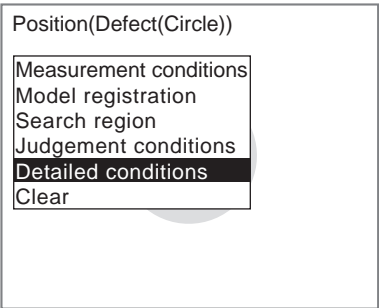 Position(Defect(Circle))
Measurement conditions
Model registration
Search region
Judgement conditions
Detailed conditions
Clear